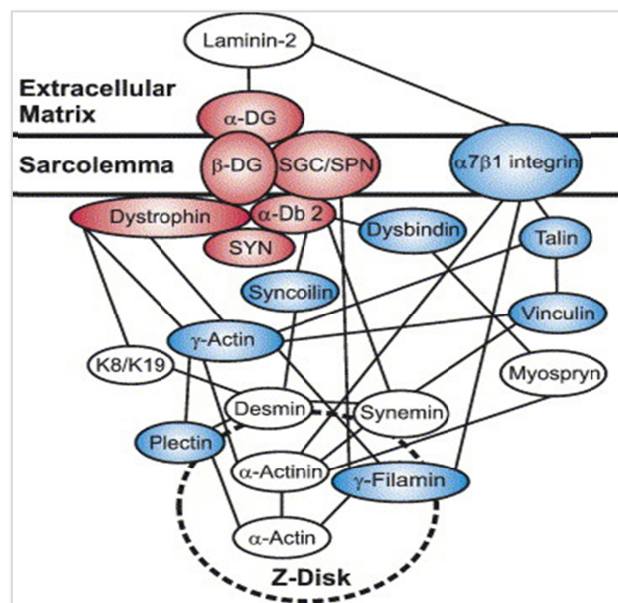 Laminin-2
Extracellular
Matrix
α-DG
Sarcolemma
β-DG
SGC/SPN
α7β1 integrin
Dystrophin
α-Db 2
SYN
Dysbindin
Talin
Syncoilin
Vinculin
γ-Actin
K8/K19
Myospryn
Desmin
Synemin
Plectin
α-Actinin
γ-Filamin
α-Actin
Z-Disk